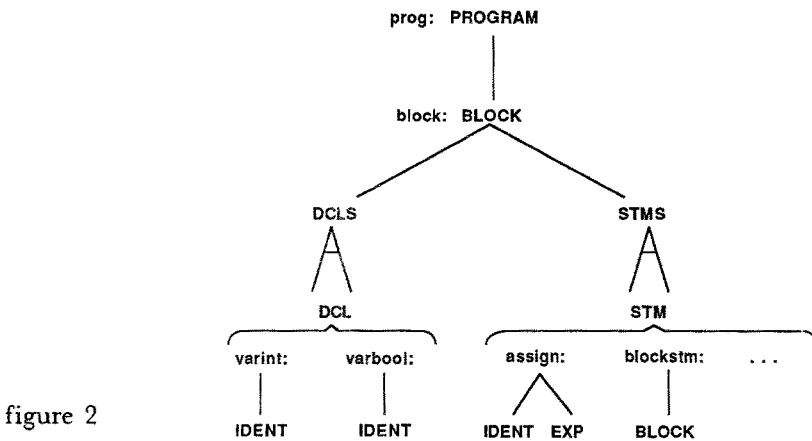 prog: PROGRAM
block: BLOCK
DCLS STMS
DCL STM
varint: varbool: assign: blockstm: ...
IDENT IDENT IDENT EXP BLOCK
figure 2